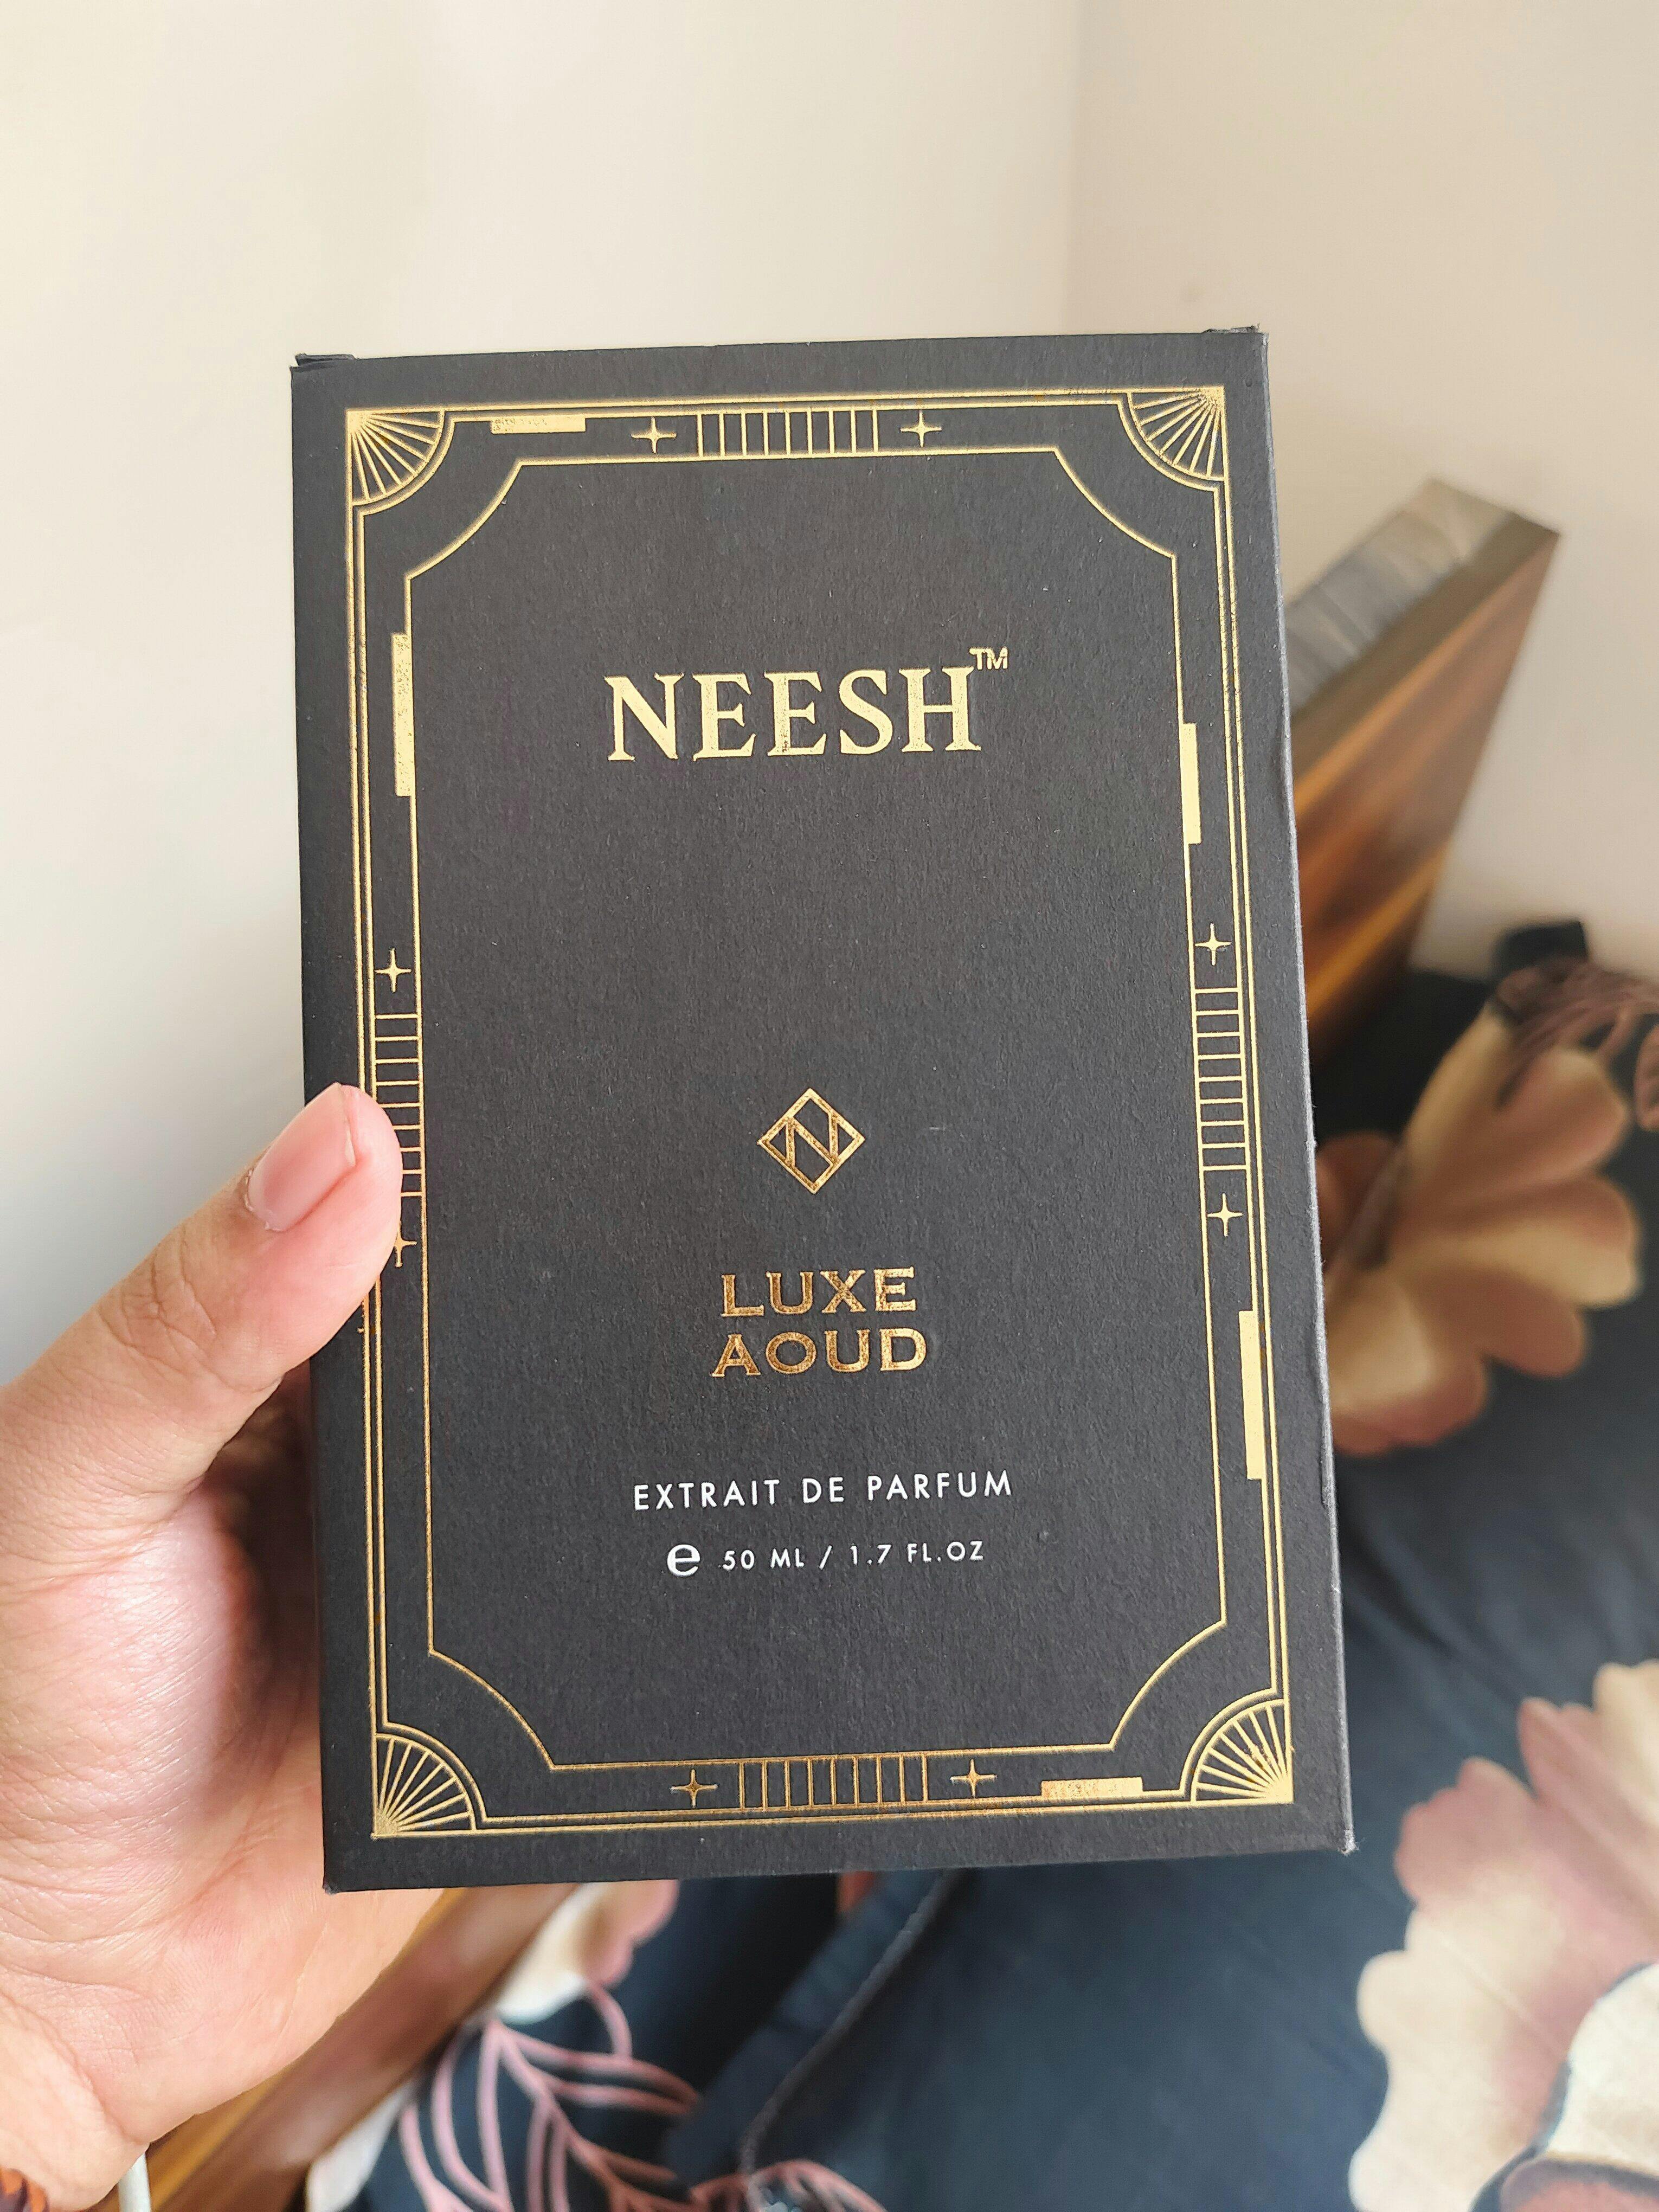 NEESH™
N
LUXE
AOUD
EXTRAIT DE PARFUM
℮ 50 ML / 1.7 FL.OZ